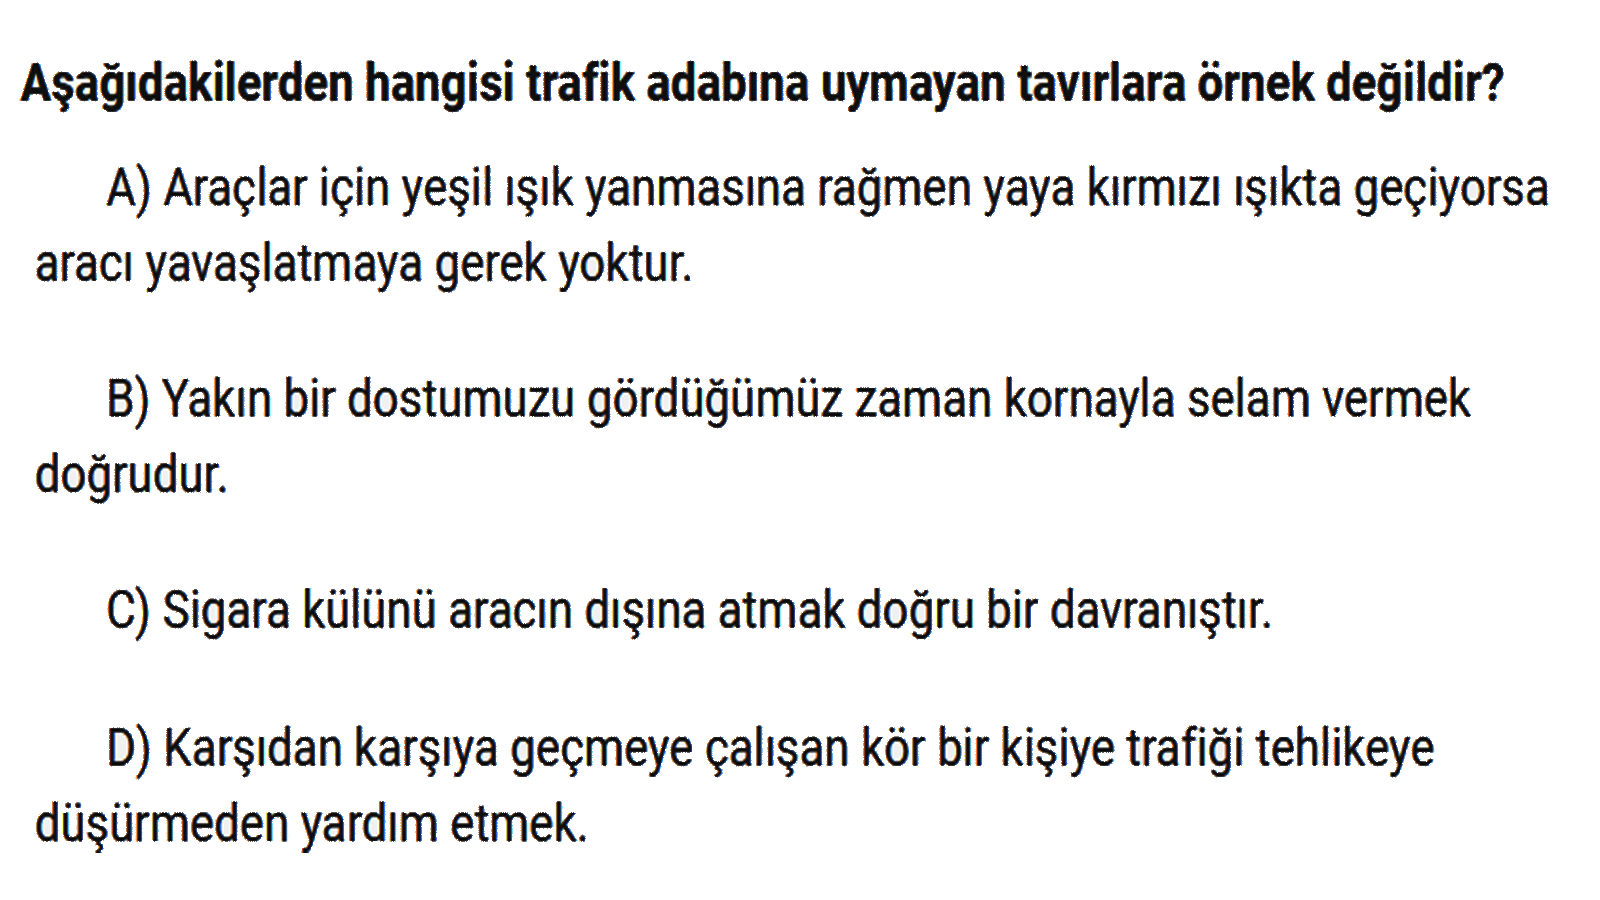 Aşağıdakilerden hangisi trafik adabına uymayan tavırlara örnek değildir?
A) Araçlar için yeşil ışık yanmasına rağmen yaya kırmızı ışıkta geçiyorsa
aracı yavaşlatmaya gerek yoktur.
B) Yakın bir dostumuzu gördüğümüz zaman kornayla selam vermek
doğrudur.
C) Sigara külünü aracın dışına atmak doğru bir davranıştır.
D) Karşıdan karşıya geçmeye çalışan kör bir kişiye trafiği tehlikeye
düşürmeden yardım etmek.